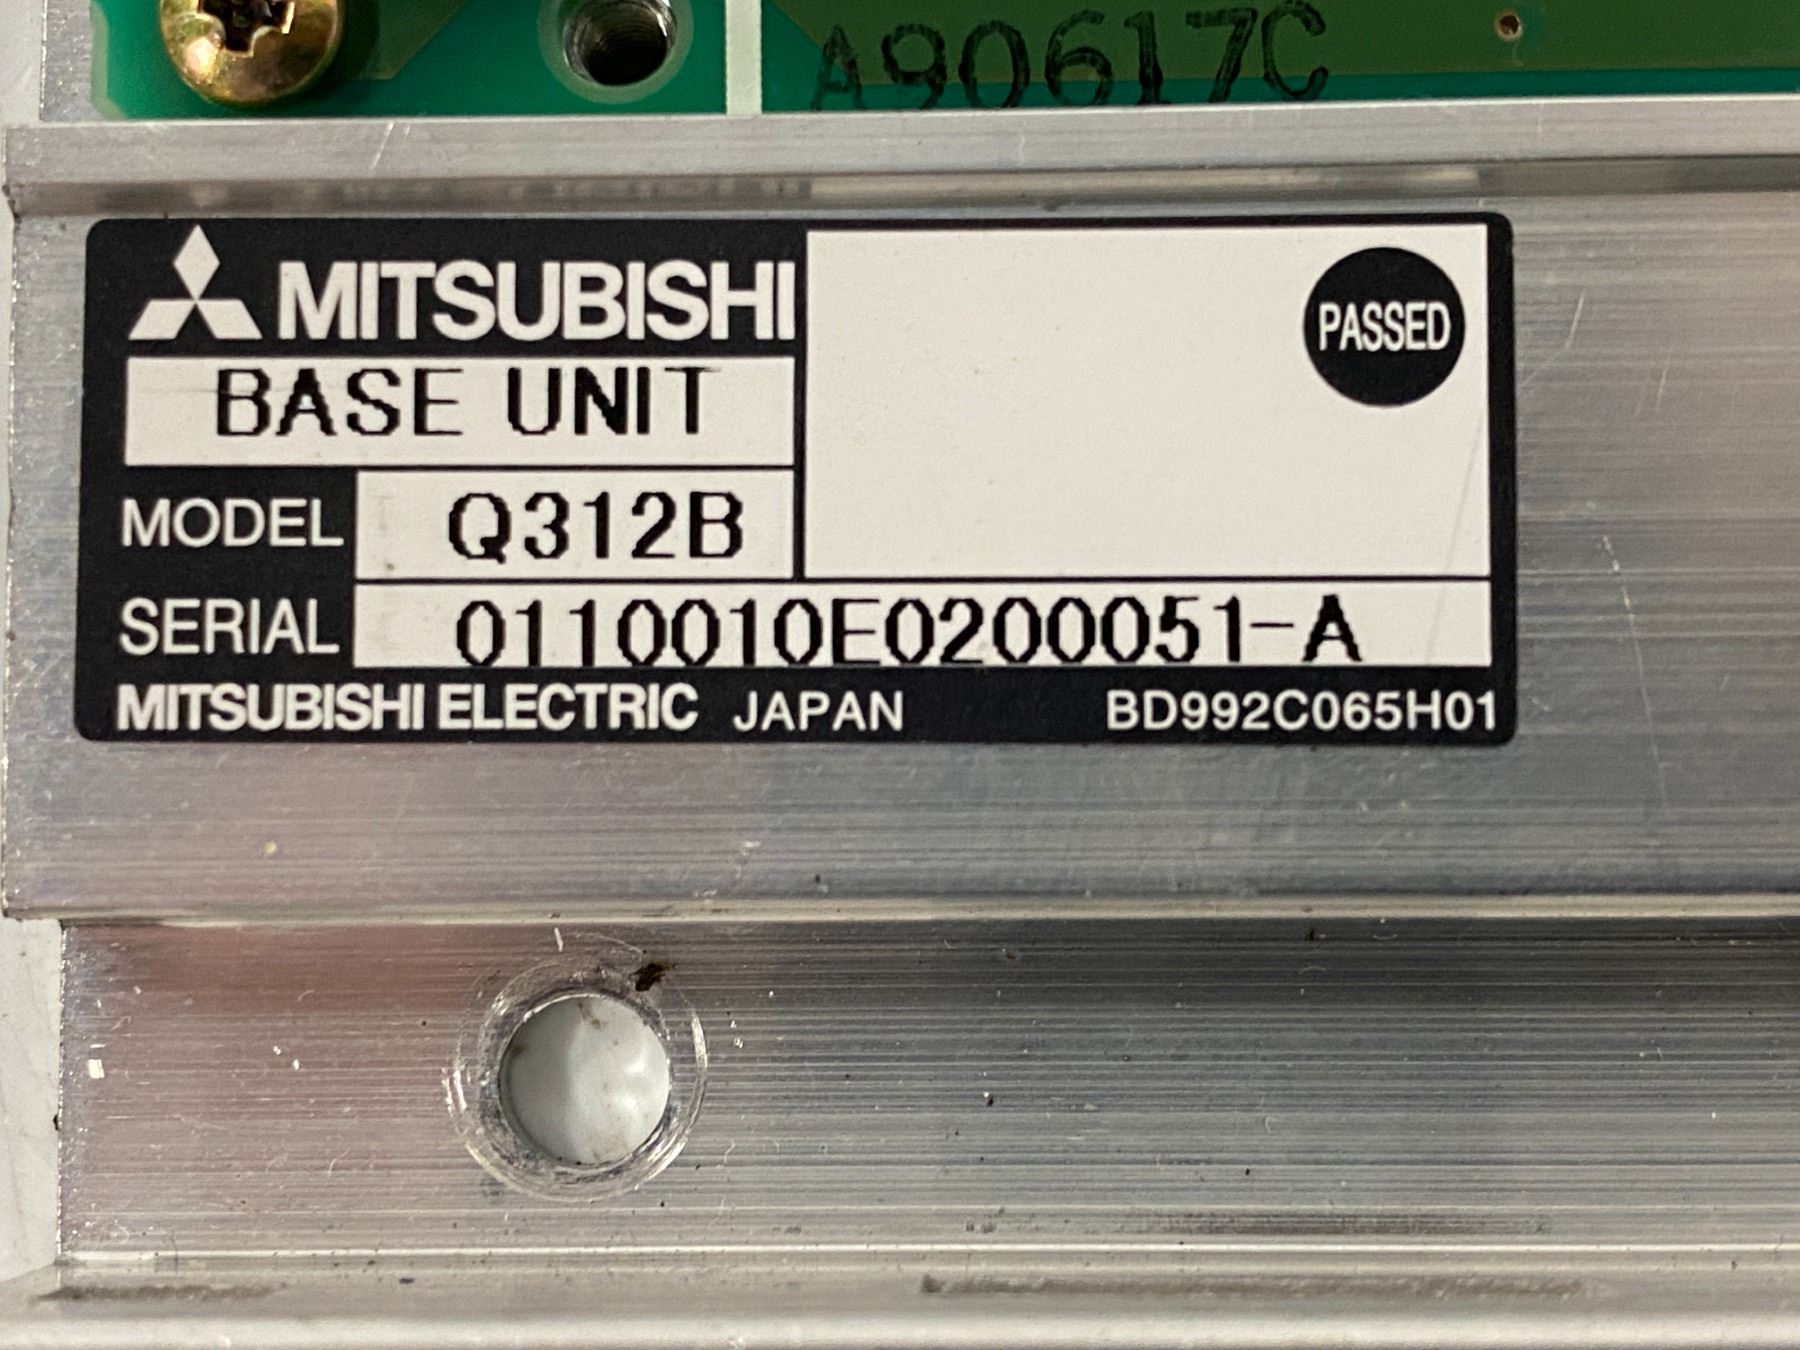 A90617C
MITSUBISHI
PASSED
BASE UNIT
MODEL Q312B
SERIAL 0110010E0200051-A
MITSUBISHI ELECTRIC JAPAN BD992C065H01